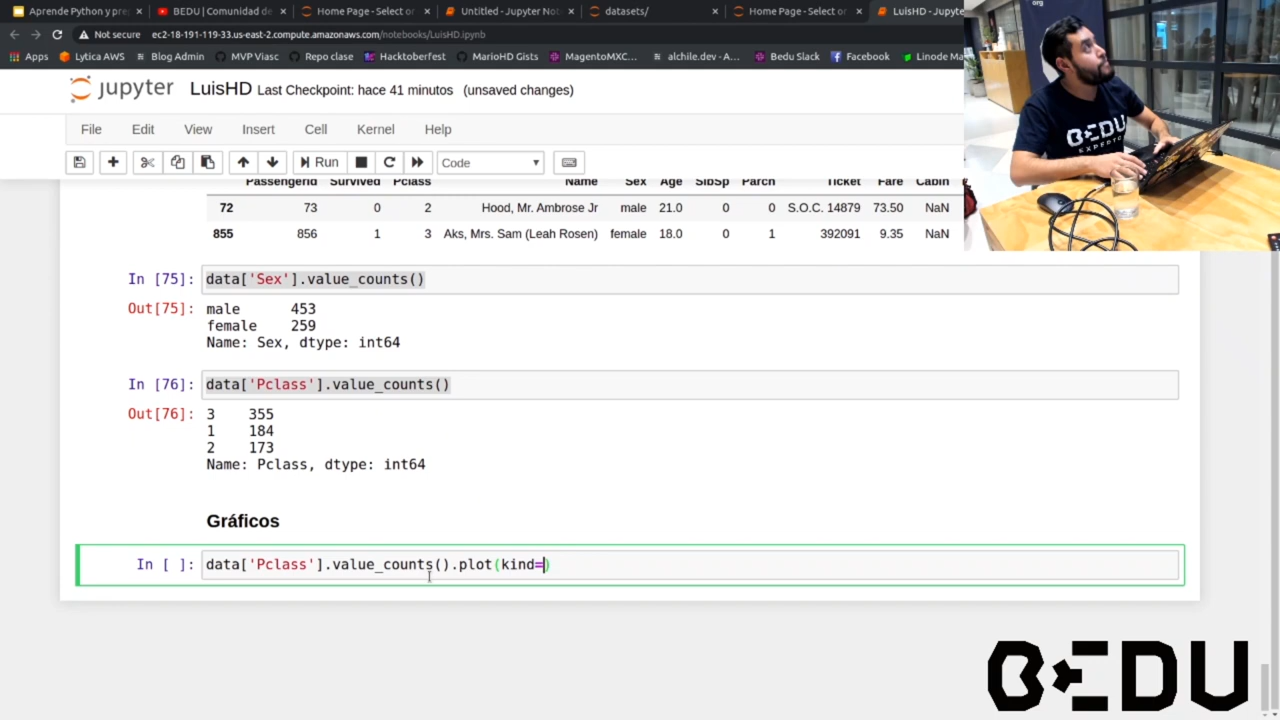 Aprende Python y pre
BEDU | Comunidad de
Home Page - Select or
Untitled - Jupyter Not
datasets/
Home Page - Select or
LuisHD - Jupyte
Not secure ec2-18-191-119-33.us-east-2.compute.amazonaws.com/notebooks/LuisHD.ipynb
Apps Lytica AWS Blog Admin MVP Viasc Repo clase Hacktoberfest MarioHD Gists MagentoMXC... alchile.dev - A... Bedu Slack Facebook Linode Ma
org
BEDU
EXPERTO
jupyter LuisHD Last Checkpoint: hace 41 minutos (unsaved changes)
File Edit View Insert Cell Kernel Help
Run Code
PassengerId Survived Pclass Name Sex Age SibSp Parch Ticket Fare Cabin
72 73 0 2 Hood, Mr. Ambrose Jr male 21.0 0 0 S.O.C. 14879 73.50 NaN
855 856 1 3 Aks, Mrs. Sam (Leah Rosen) female 18.0 0 1 392091 9.35 NaN
In [75]: data['Sex'].value_counts()
Out[75]: male 453
female 259
Name: Sex, dtype: int64
In [76]: data['Pclass'].value_counts()
Out[76]: 3 355
1 184
2 173
Name: Pclass, dtype: int64
Gráficos
In [ ]: data['Pclass'].value_counts().plot(kind=)
BEDU